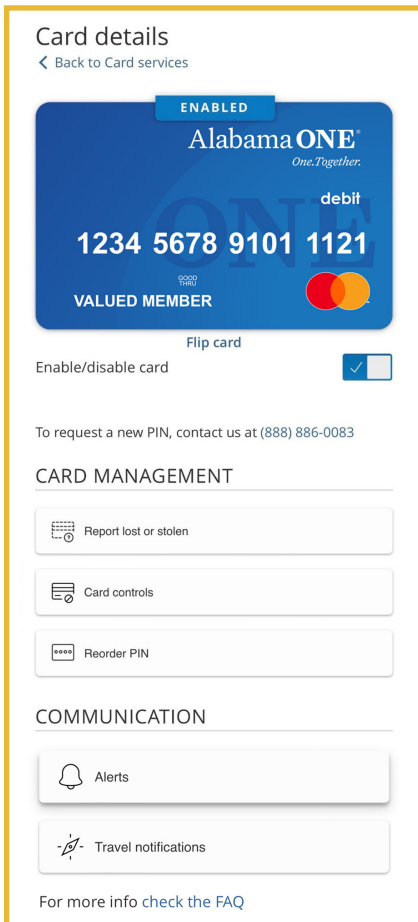 Card details
Back to Card services
ENABLED
Alabama ONE®
One.Together.
debit
ONE
1234 5678 9101 1121
GOOD
THRU
VALUED MEMBER
Flip card
Enable/disable card
To request a new PIN, contact us at (888) 886-0083
CARD MANAGEMENT
Report lost or stolen
Card controls
Reorder PIN
COMMUNICATION
Alerts
Travel notifications
For more info check the FAQ